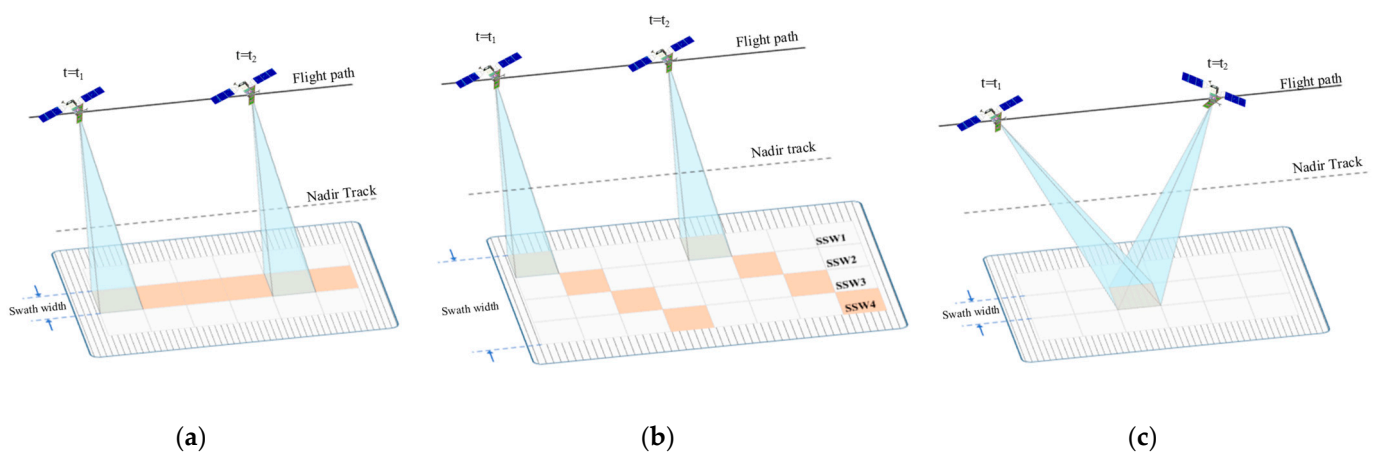 t=t1
t=t2
Flight path
Nadir Track
Swath width
(a)
t=t1
t=t2
Flight path
Nadir track
SSW1
SSW2
SSW3
SSW4
Swath width
(b)
t=t1
t=t2
Flight path
Nadir Track
Swath width
(c)